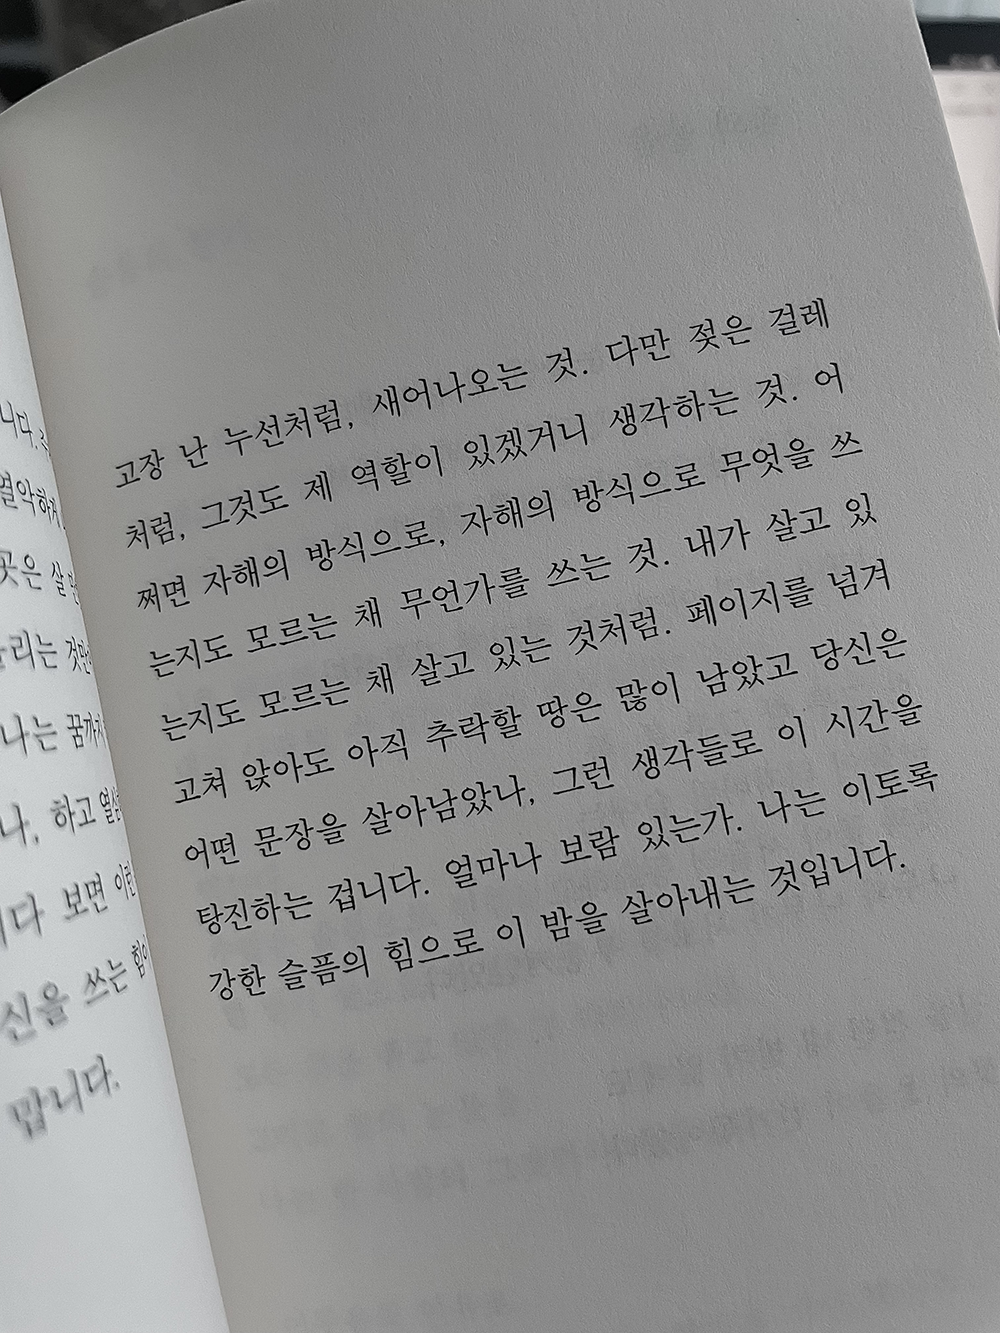 니다.
열악하지
곳은 살
리는 것만
나는 꿈까지
나, 하고 열심
다 보면 이런
신을 쓰는 힘이
맙니다.
고장 난 누선처럼, 새어나오는 것. 다만 젖은 걸레
처럼, 그것도 제 역할이 있겠거니 생각하는 것. 어
쩌면 자해의 방식으로, 자해의 방식으로 무엇을 쓰
는지도 모르는 채 무언가를 쓰는 것. 내가 살고 있
는지도 모르는 채 살고 있는 것처럼. 페이지를 넘겨
고쳐 앉아도 아직 추락할 땅은 많이 남았고 당신은
어떤 문장을 살아남았나, 그런 생각들로 이 시간을
탕진하는 겁니다. 얼마나 보람 있는가. 나는 이토록
강한 슬픔의 힘으로 이 밤을 살아내는 것입니다.